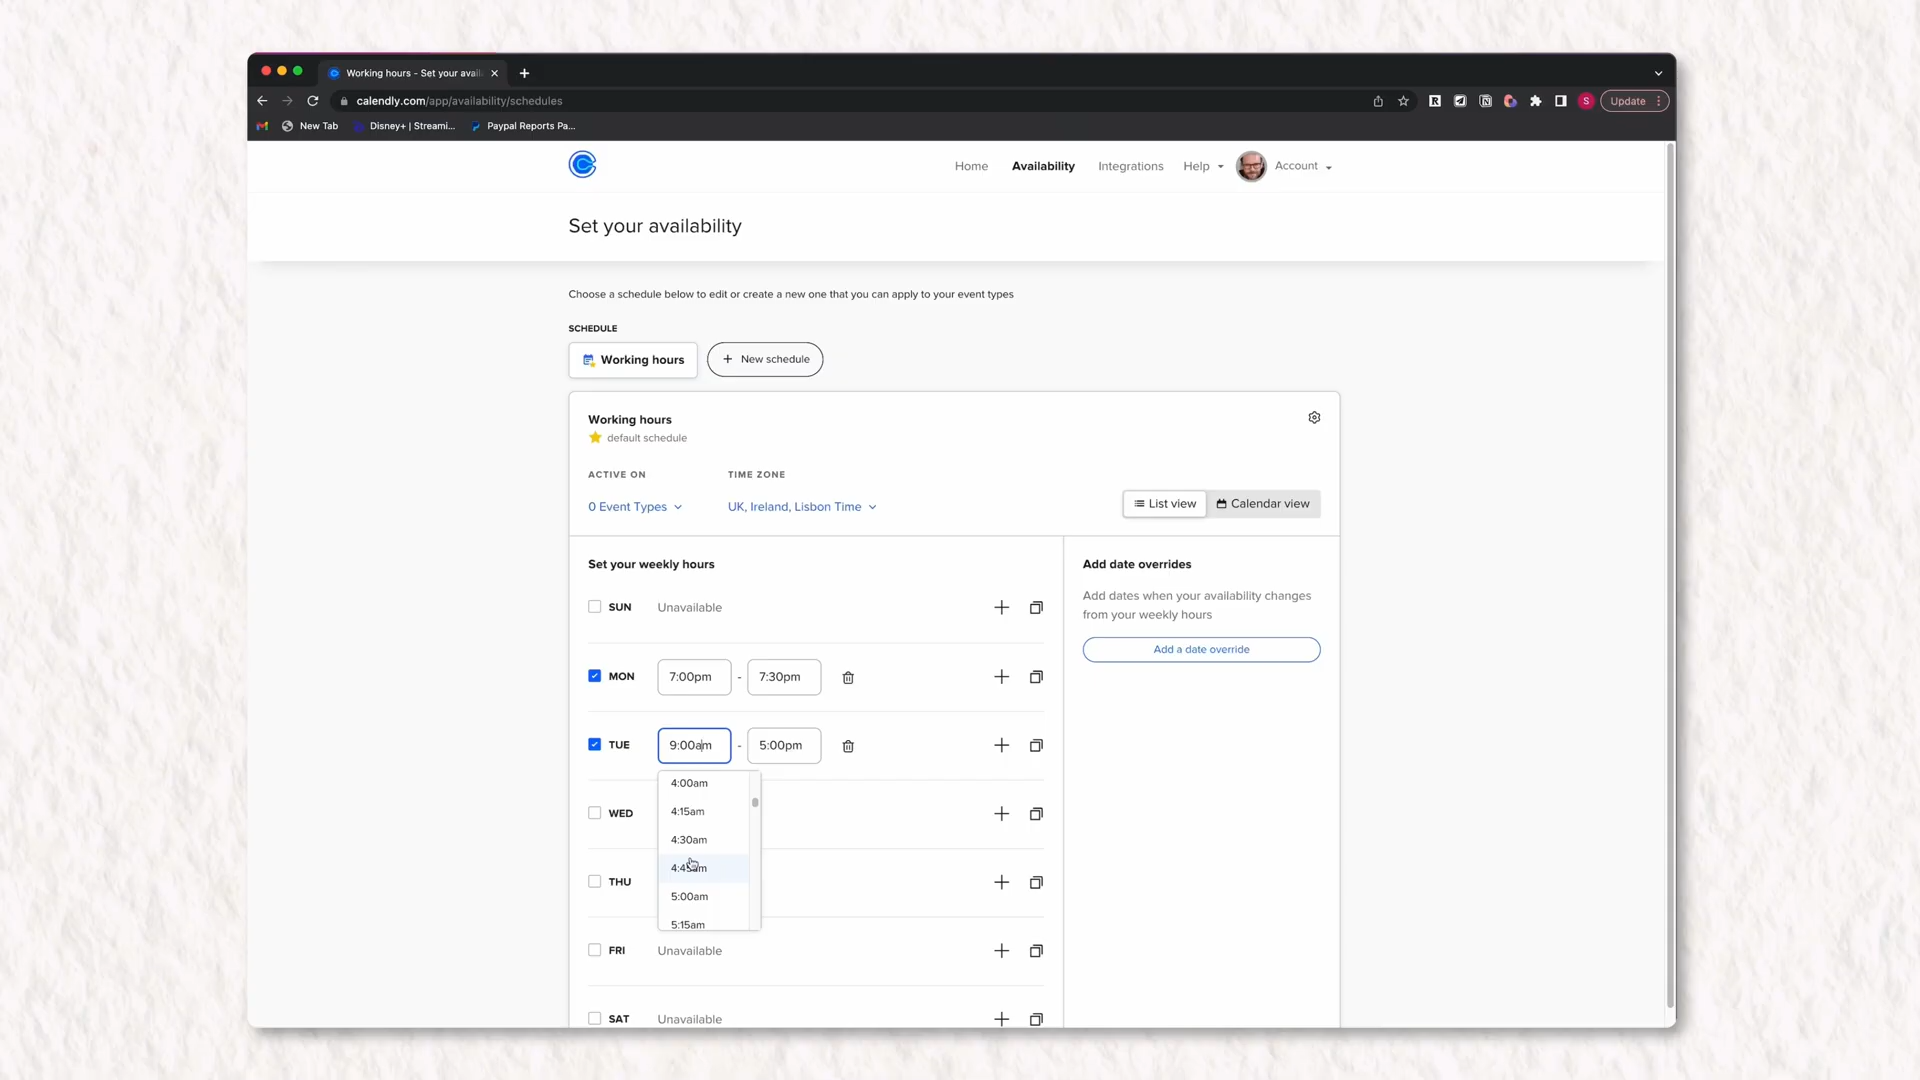 Working hours - Set your avail
calendly.com/app/availability/schedules
Update
New Tab
Disney+ | Streami...
Paypal Reports Pa...
Home
Availability
Integrations
Help
Account
Set your availability
Choose a schedule below to edit or create a new one that you can apply to your event types
SCHEDULE
Working hours
+ New schedule
Working hours
default schedule
ACTIVE ON
TIME ZONE
0 Event Types
UK, Ireland, Lisbon Time
List view
Calendar view
Set your weekly hours
SUN Unavailable
MON 7:00pm - 7:30pm
TUE 9:00am - 5:00pm
4:00am
4:15am
WED
4:30am
4:45am
THU
5:00am
5:15am
FRI Unavailable
SAT Unavailable
Add date overrides
Add dates when your availability changes
from your weekly hours
Add a date override